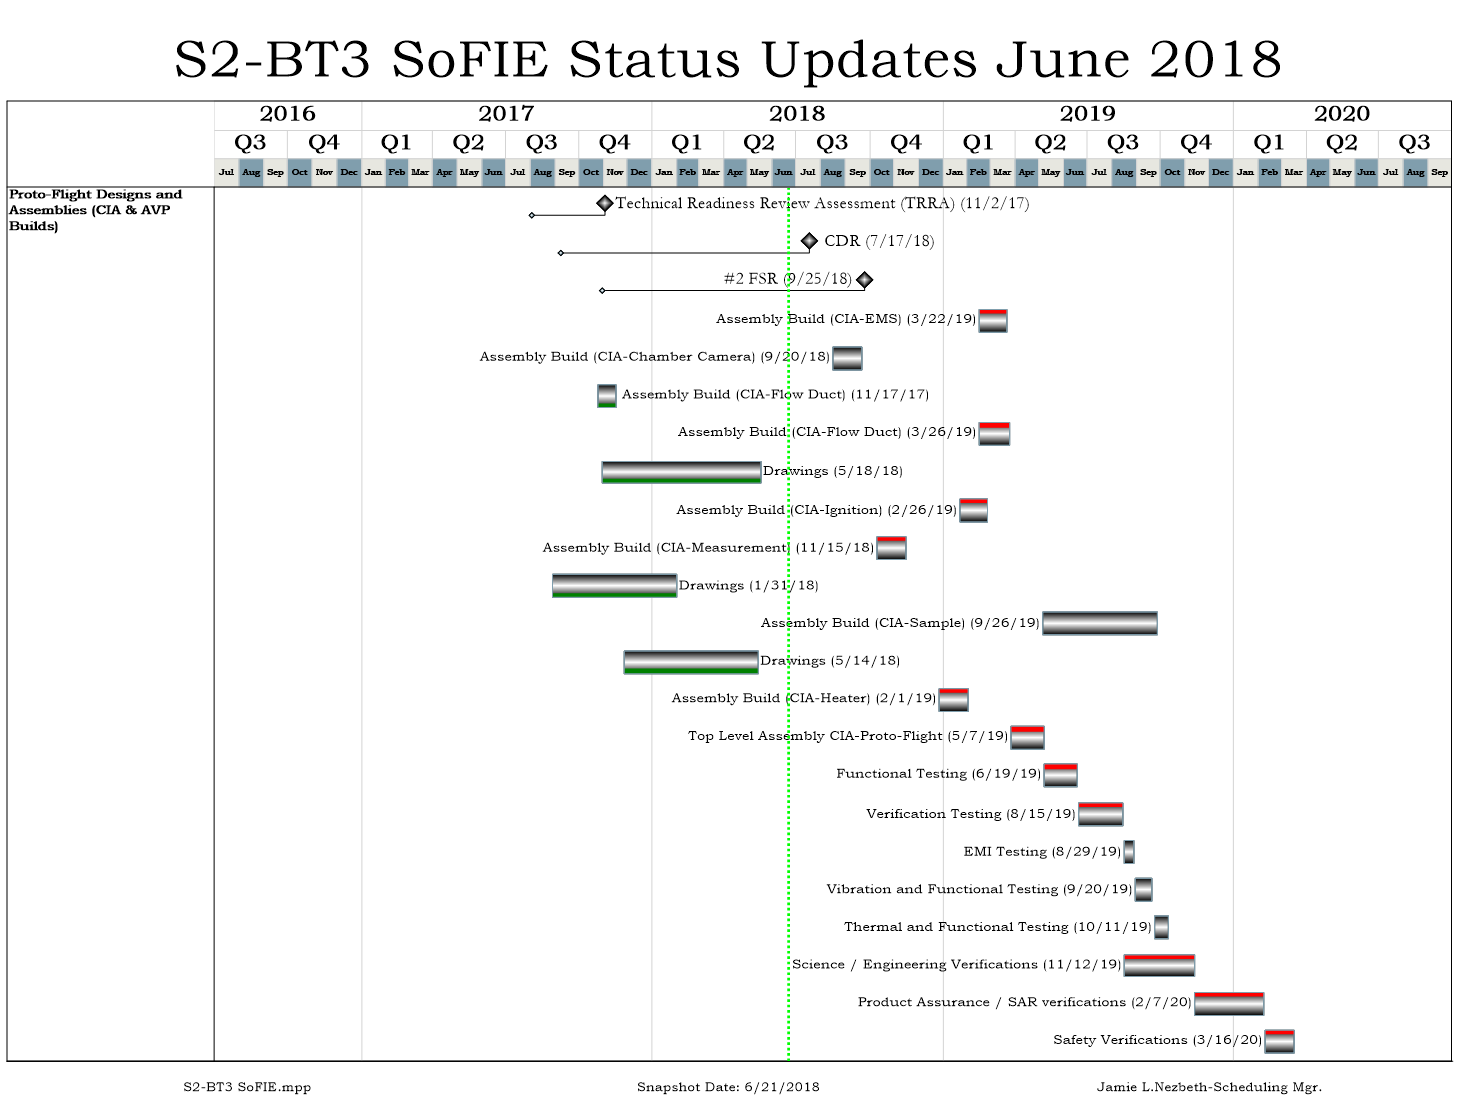 S2-BT3 SoFIE Status Updates June 2018
2016 2017 2018 2019 2020
Q3 Q4 Q1 Q2 Q3 Q4 Q1 Q2 Q3 Q4 Q1 Q2 Q3 Q4 Q1 Q2 Q3
Jul Aug Sep Oct Nov Dec Jan Feb Mar Apr May Jun Jul Aug Sep Oct Nov Dec Jan Feb Mar Apr May Jun Jul Aug Sep Oct Nov Dec Jan Feb Mar Apr May Jun Jul Aug Sep Oct Nov Dec Jan Feb Mar Apr May Jun Jul Aug Sep
Proto-Flight Designs and
Assemblies (CIA & AVP
Builds)
Technical Readiness Review Assessment (TRRA) (11/2/17)
CDR (7/17/18)
#2 FSR (9/25/18)
Assembly Build (CIA-EMS) (3/22/19)
Assembly Build (CIA-Chamber Camera) (9/20/18)
Assembly Build (CIA-Flow Duct) (11/17/17)
Assembly Build (CIA-Flow Duct) (3/26/19)
Drawings (5/18/18)
Assembly Build (CIA-Ignition) (2/26/19)
Assembly Build (CIA-Measurement) (11/15/18)
Drawings (1/31/18)
Assembly Build (CIA-Sample) (9/26/19)
Drawings (5/14/18)
Assembly Build (CIA-Heater) (2/1/19)
Top Level Assembly CIA-Proto-Flight (5/7/19)
Functional Testing (6/19/19)
Verification Testing (8/15/19)
EMI Testing (8/29/19)
Vibration and Functional Testing (9/20/19)
Thermal and Functional Testing (10/11/19)
Science / Engineering Verifications (11/12/19)
Product Assurance / SAR verifications (2/7/20)
Safety Verifications (3/16/20)
S2-BT3 SoFIE.mpp
Snapshot Date: 6/21/2018
Jamie L.Nezbeth-Scheduling Mgr.